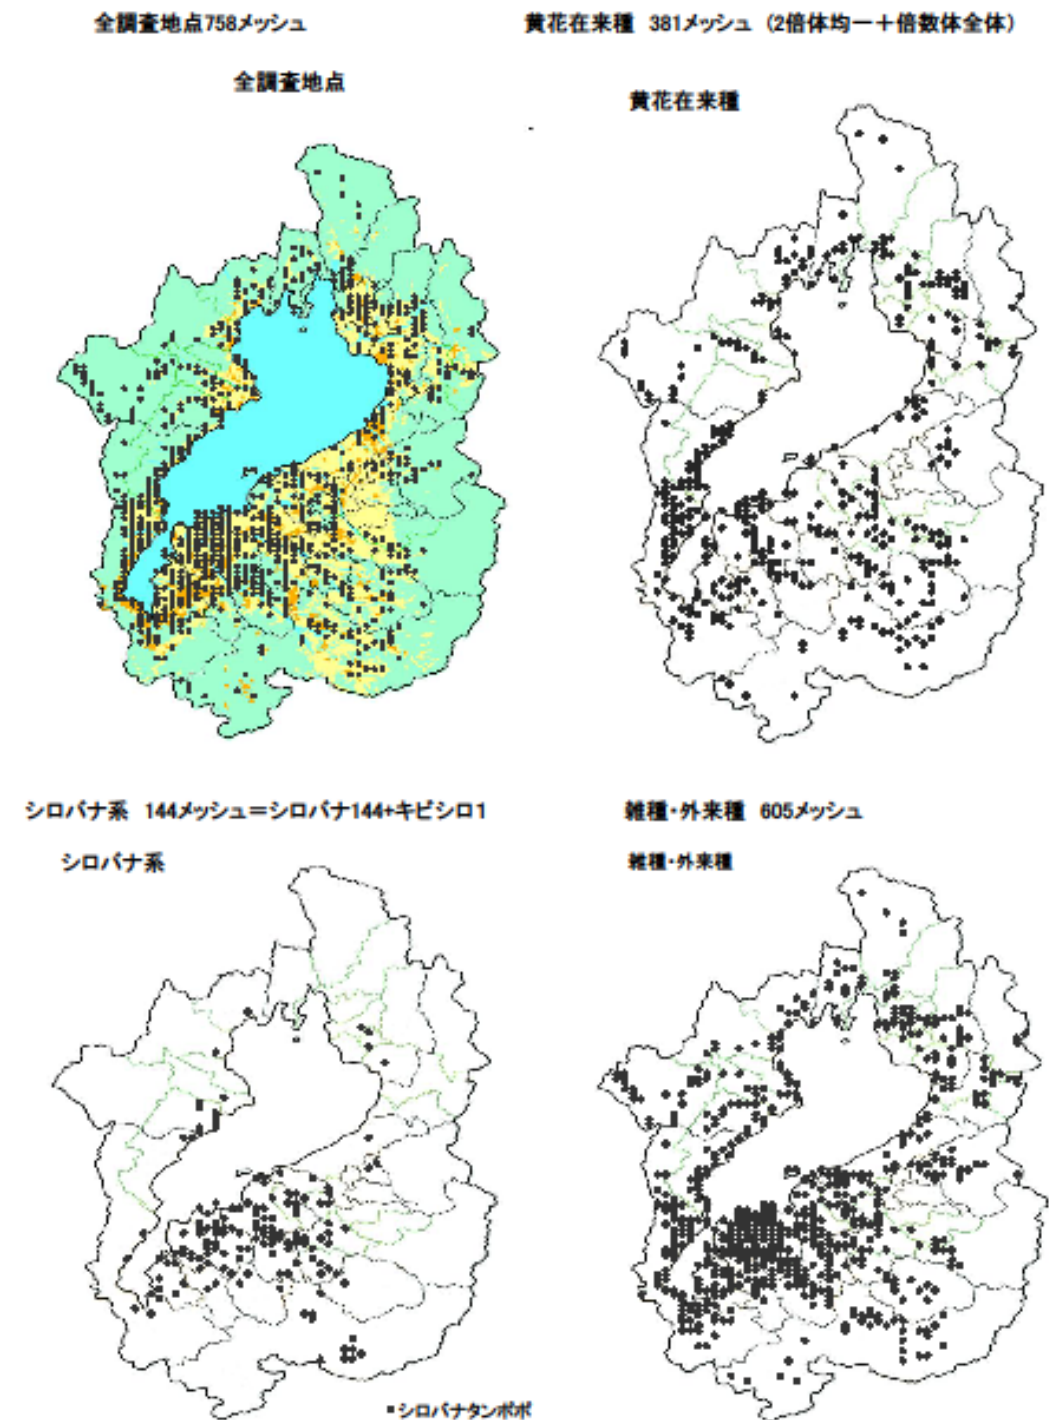 全調査地点758メッシュ
黄花在来種 381メッシュ (2倍体均一＋倍数体全体)
全調査地点
黄花在来種
シロバナ系 144メッシュ＝シロバナ144+キビシロ1
雑種・外来種 605メッシュ
シロバナ系
雑種・外来種
▪シロバナタンポポ